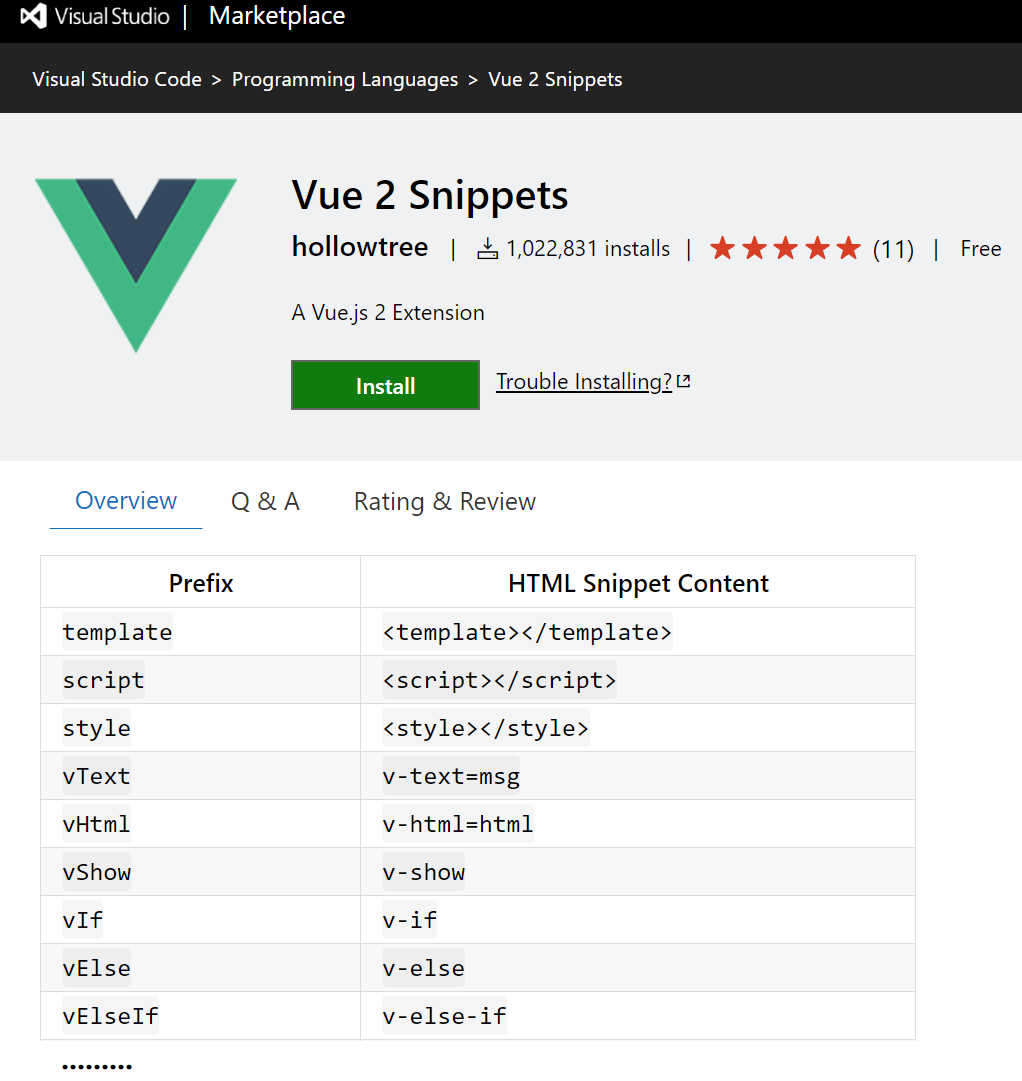 Visual Studio | Marketplace
Visual Studio Code > Programming Languages > Vue 2 Snippets
Vue 2 Snippets
hollowtree | 1,022,831 installs | ★★★★★ (11) | Free
A Vue.js 2 Extension
Install Trouble Installing?
Overview Q & A Rating & Review
Prefix HTML Snippet Content
template <template></template>
script <script></script>
style <style></style>
vText v-text=msg
vHtml v-html=html
vShow v-show
vIf v-if
vElse v-else
vElseIf v-else-if
.........